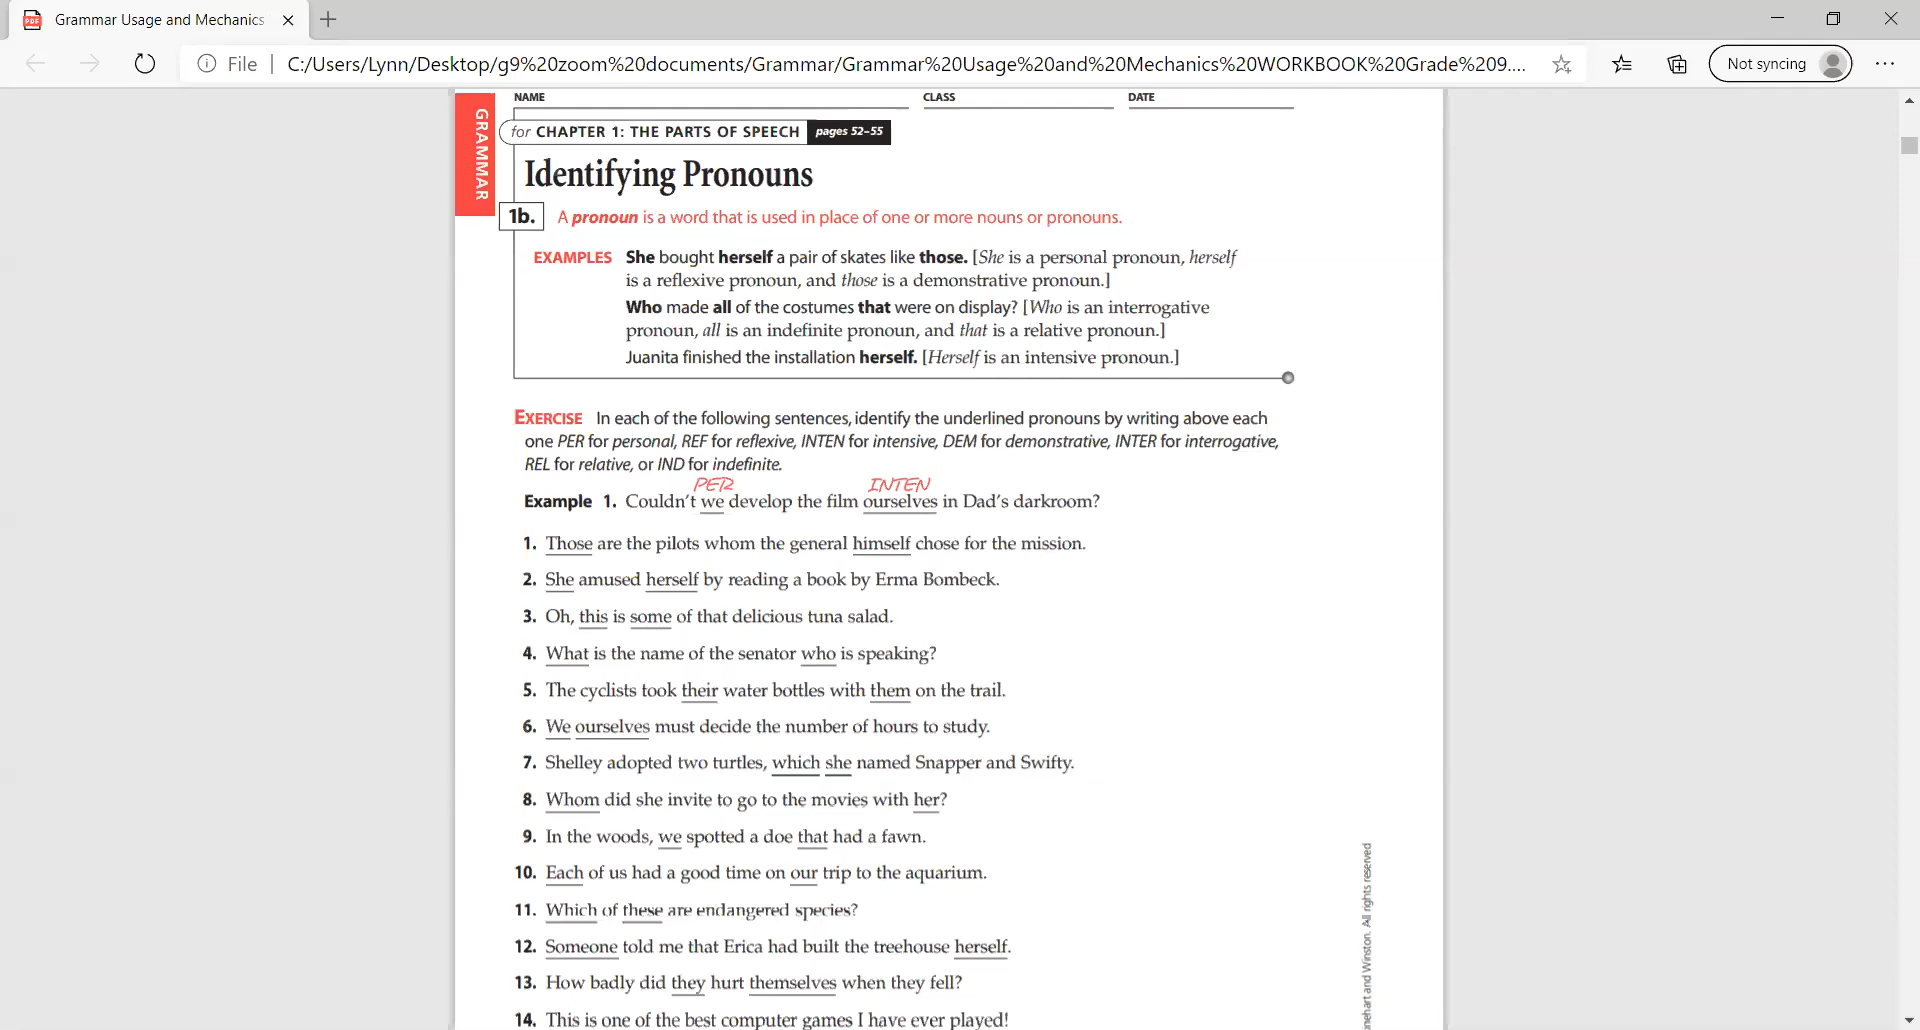 Grammar Usage and Mechanics
File | C:/Users/Lynn/Desktop/g9%20zoom%20documents/Grammar/Grammar%20Usage%20and%20Mechanics%20WORKBOOK%20Grade%209.... Not syncing
NAME CLASS DATE
GRAMMAR
for CHAPTER 1: THE PARTS OF SPEECH pages 52–55
Identifying Pronouns
1b. A pronoun is a word that is used in place of one or more nouns or pronouns.
EXAMPLES She bought herself a pair of skates like those. [She is a personal pronoun, herself
is a reflexive pronoun, and those is a demonstrative pronoun.]
Who made all of the costumes that were on display? [Who is an interrogative
pronoun, all is an indefinite pronoun, and that is a relative pronoun.]
Juanita finished the installation herself. [Herself is an intensive pronoun.]
EXERCISE In each of the following sentences, identify the underlined pronouns by writing above each
one PER for personal, REF for reflexive, INTEN for intensive, DEM for demonstrative, INTER for interrogative,
REL for relative, or IND for indefinite.
PER INTEN
Example 1. Couldn't we develop the film ourselves in Dad's darkroom?
1. Those are the pilots whom the general himself chose for the mission.
2. She amused herself by reading a book by Erma Bombeck.
3. Oh, this is some of that delicious tuna salad.
4. What is the name of the senator who is speaking?
5. The cyclists took their water bottles with them on the trail.
6. We ourselves must decide the number of hours to study.
7. Shelley adopted two turtles, which she named Snapper and Swifty.
8. Whom did she invite to go to the movies with her?
9. In the woods, we spotted a doe that had a fawn.
10. Each of us had a good time on our trip to the aquarium.
11. Which of these are endangered species?
12. Someone told me that Erica had built the treehouse herself.
13. How badly did they hurt themselves when they fell?
14. This is one of the best computer games I have ever played!
and Winston. All rights reserved